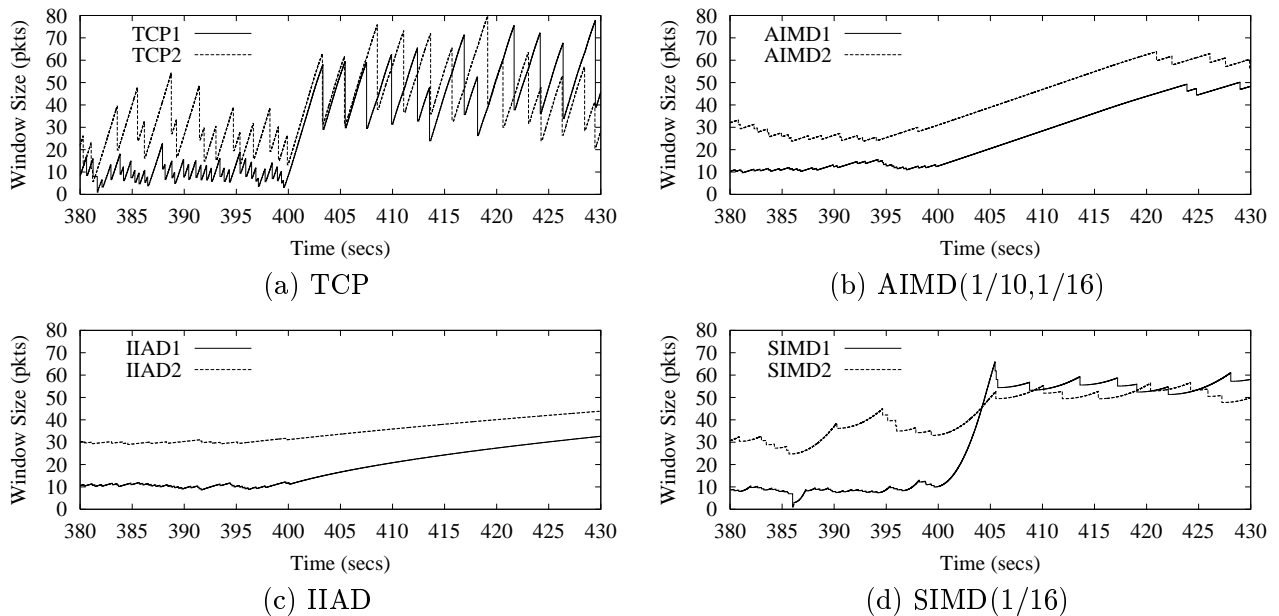 Window Size (pkts)
80
70
60
50
40
30
20
10
0
TCP1
TCP2
380 385 390 395 400 405 410 415 420 425 430
Time (secs)
(a) TCP
Window Size (pkts)
80
70
60
50
40
30
20
10
0
AIMD1
AIMD2
380 385 390 395 400 405 410 415 420 425 430
Time (secs)
(b) AIMD(1/10,1/16)
Window Size (pkts)
80
70
60
50
40
30
20
10
0
IIAD1
IIAD2
380 385 390 395 400 405 410 415 420 425 430
Time (secs)
(c) IIAD
Window Size (pkts)
80
70
60
50
40
30
20
10
0
SIMD1
SIMD2
380 385 390 395 400 405 410 415 420 425 430
Time (secs)
(d) SIMD(1/16)